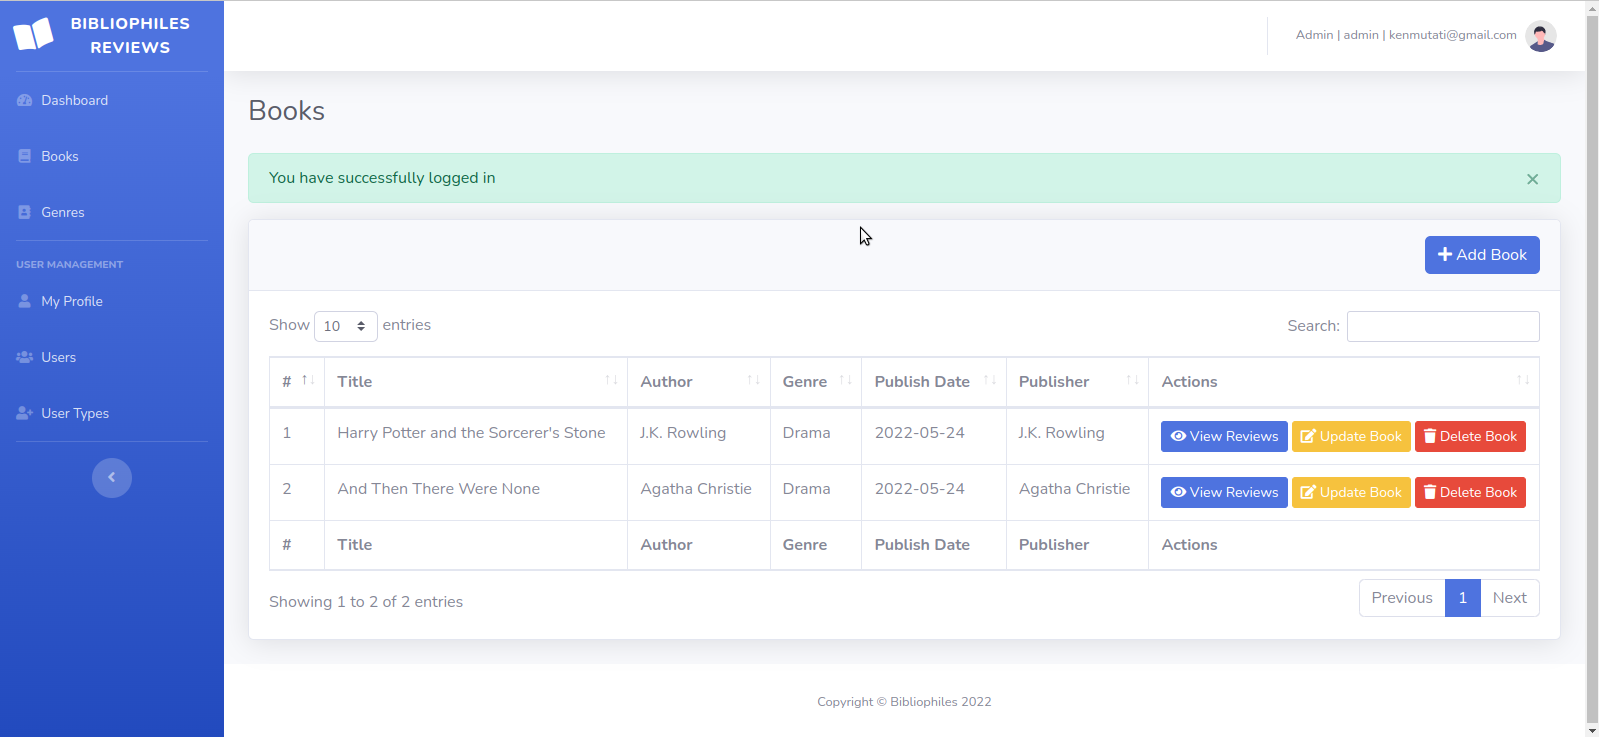 BIBLIOPHILES
REVIEWS
Dashboard
Books
Genres
USER MANAGEMENT
My Profile
Users
User Types
Admin | admin | kenmutati@gmail.com
Books
You have successfully logged in
×
Add Book
Show 10 entries
Search:
# Title Author Genre Publish Date Publisher Actions
1 Harry Potter and the Sorcerer's Stone J.K. Rowling Drama 2022-05-24 J.K. Rowling View Reviews Update Book Delete Book
2 And Then There Were None Agatha Christie Drama 2022-05-24 Agatha Christie View Reviews Update Book Delete Book
# Title Author Genre Publish Date Publisher Actions
Showing 1 to 2 of 2 entries
Previous 1 Next
Copyright © Bibliophiles 2022